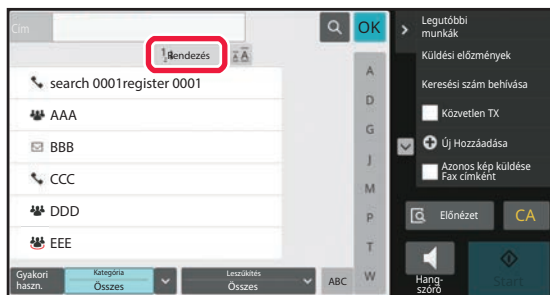 Cím
OK
Rendezés
search 0001register 0001
AAA
BBB
CCC
DDD
EEE
A
D
G
J
M
P
T
W
Gyakori
haszn.
Kategória
Összes
Leszűkítés
Összes
ABC
Legutóbbi
munkák
Küldési előzmények
Keresési szám behívása
Közvetlen TX
Új Hozzáadása
Azonos kép küldése
Fax címként
Előnézet
CA
Hang-
szóró
Start